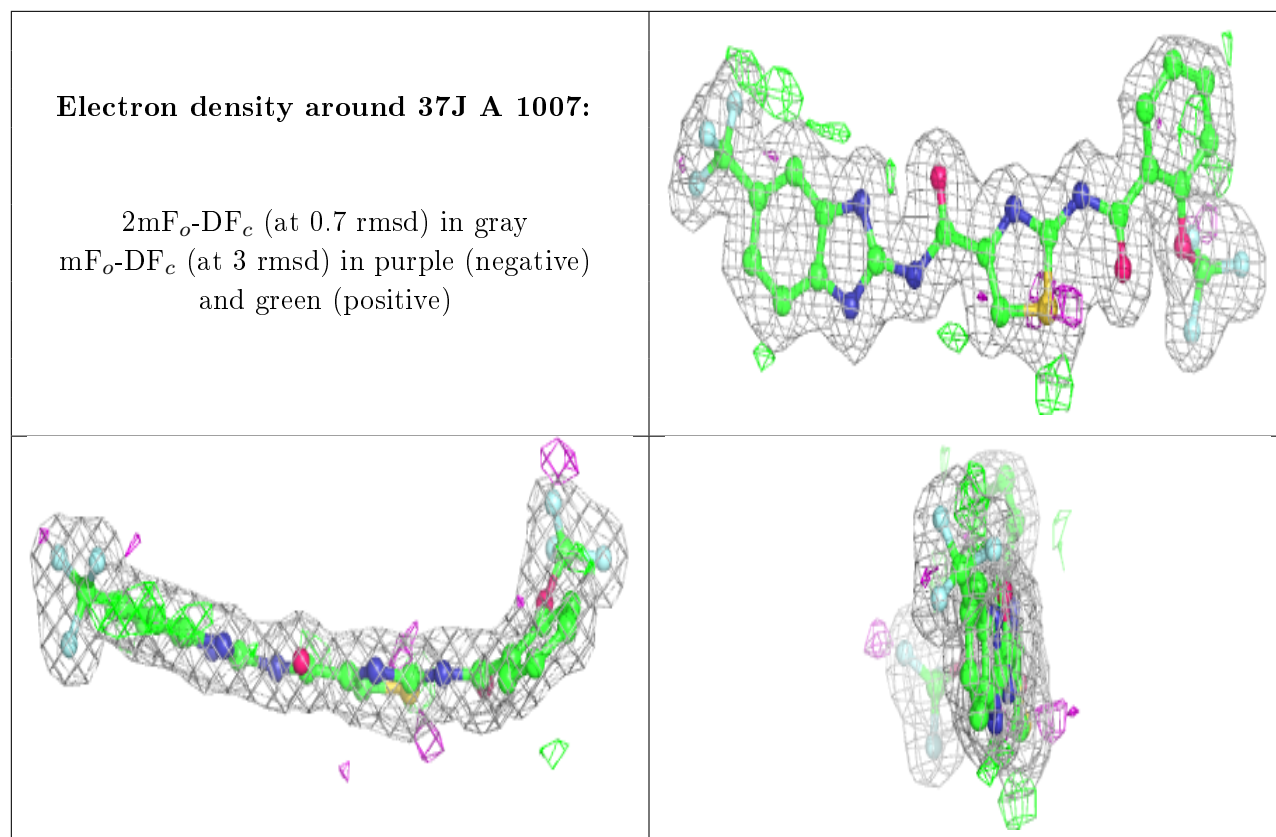 Electron density around 37J A 1007:
2mFₒ-DF𝒸 (at 0.7 rmsd) in gray
mFₒ-DF𝒸 (at 3 rmsd) in purple (negative)
and green (positive)